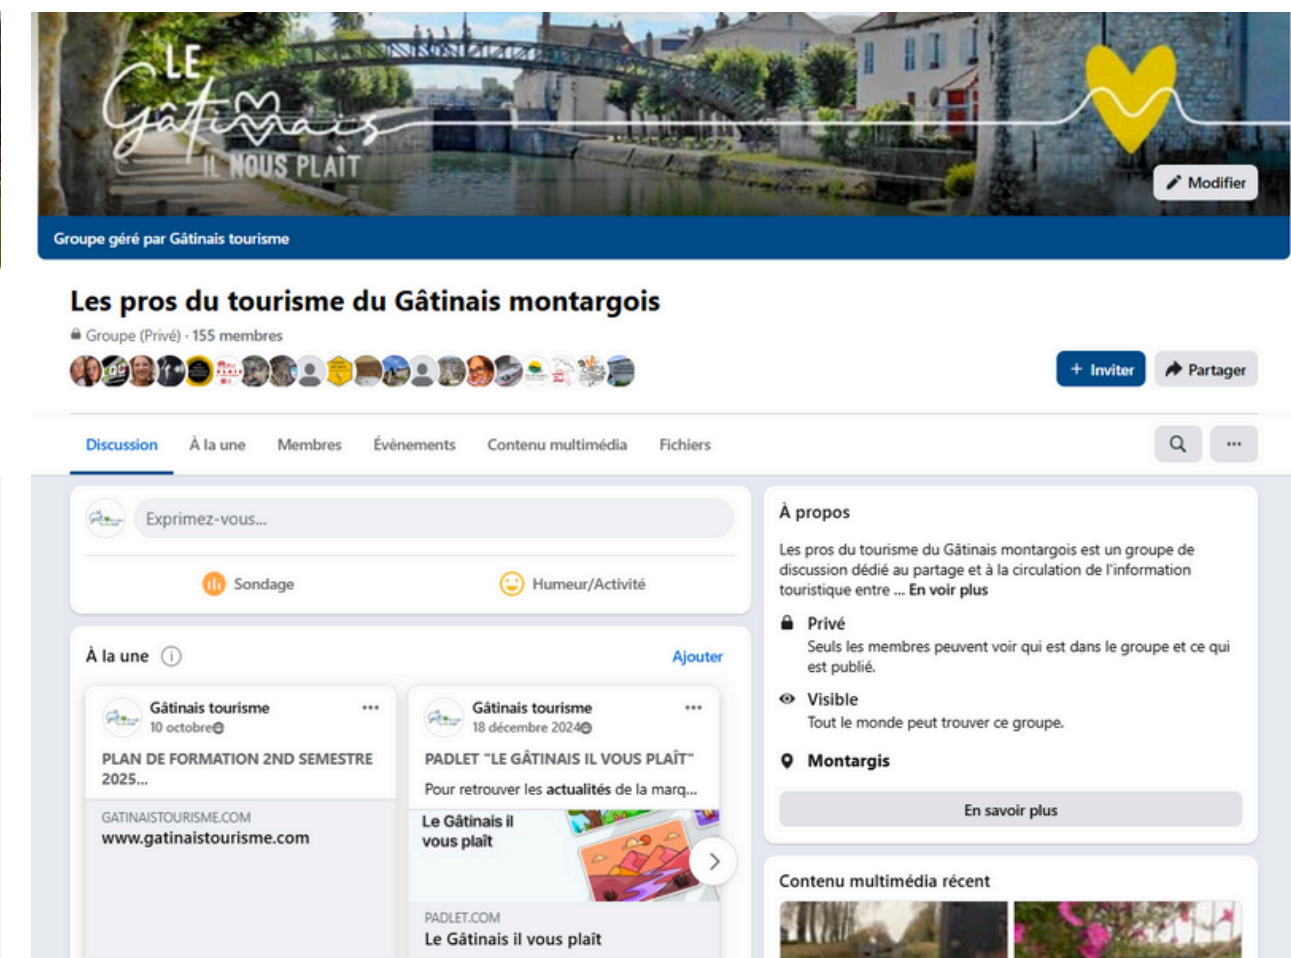 LE
Gâtinais
IL NOUS PLAÎT
Modifier
Groupe géré par Gâtinais tourisme
Les pros du tourisme du Gâtinais montargois
Groupe (Privé) · 155 membres
+ Inviter
Partager
Discussion
À la une
Membres
Évènements
Contenu multimédia
Fichiers
Exprimez-vous...
Sondage
Humeur/Activité
À la une
Ajouter
Gâtinais tourisme
10 octobre
PLAN DE FORMATION 2ND SEMESTRE
2025...
GATINAISTOURISME.COM
www.gatinaistourisme.com
Gâtinais tourisme
18 décembre 2024
PADLET "LE GÂTINAIS IL VOUS PLAÎT"
Pour retrouver les actualités de la marq...
Le Gâtinais il
vous plaît
PADLET.COM
Le Gâtinais il vous plaît
À propos
Les pros du tourisme du Gâtinais montargois est un groupe de
discussion dédié au partage et à la circulation de l'information
touristique entre ... En voir plus
Privé
Seuls les membres peuvent voir qui est dans le groupe et ce qui
est publié.
Visible
Tout le monde peut trouver ce groupe.
Montargis
En savoir plus
Contenu multimédia récent